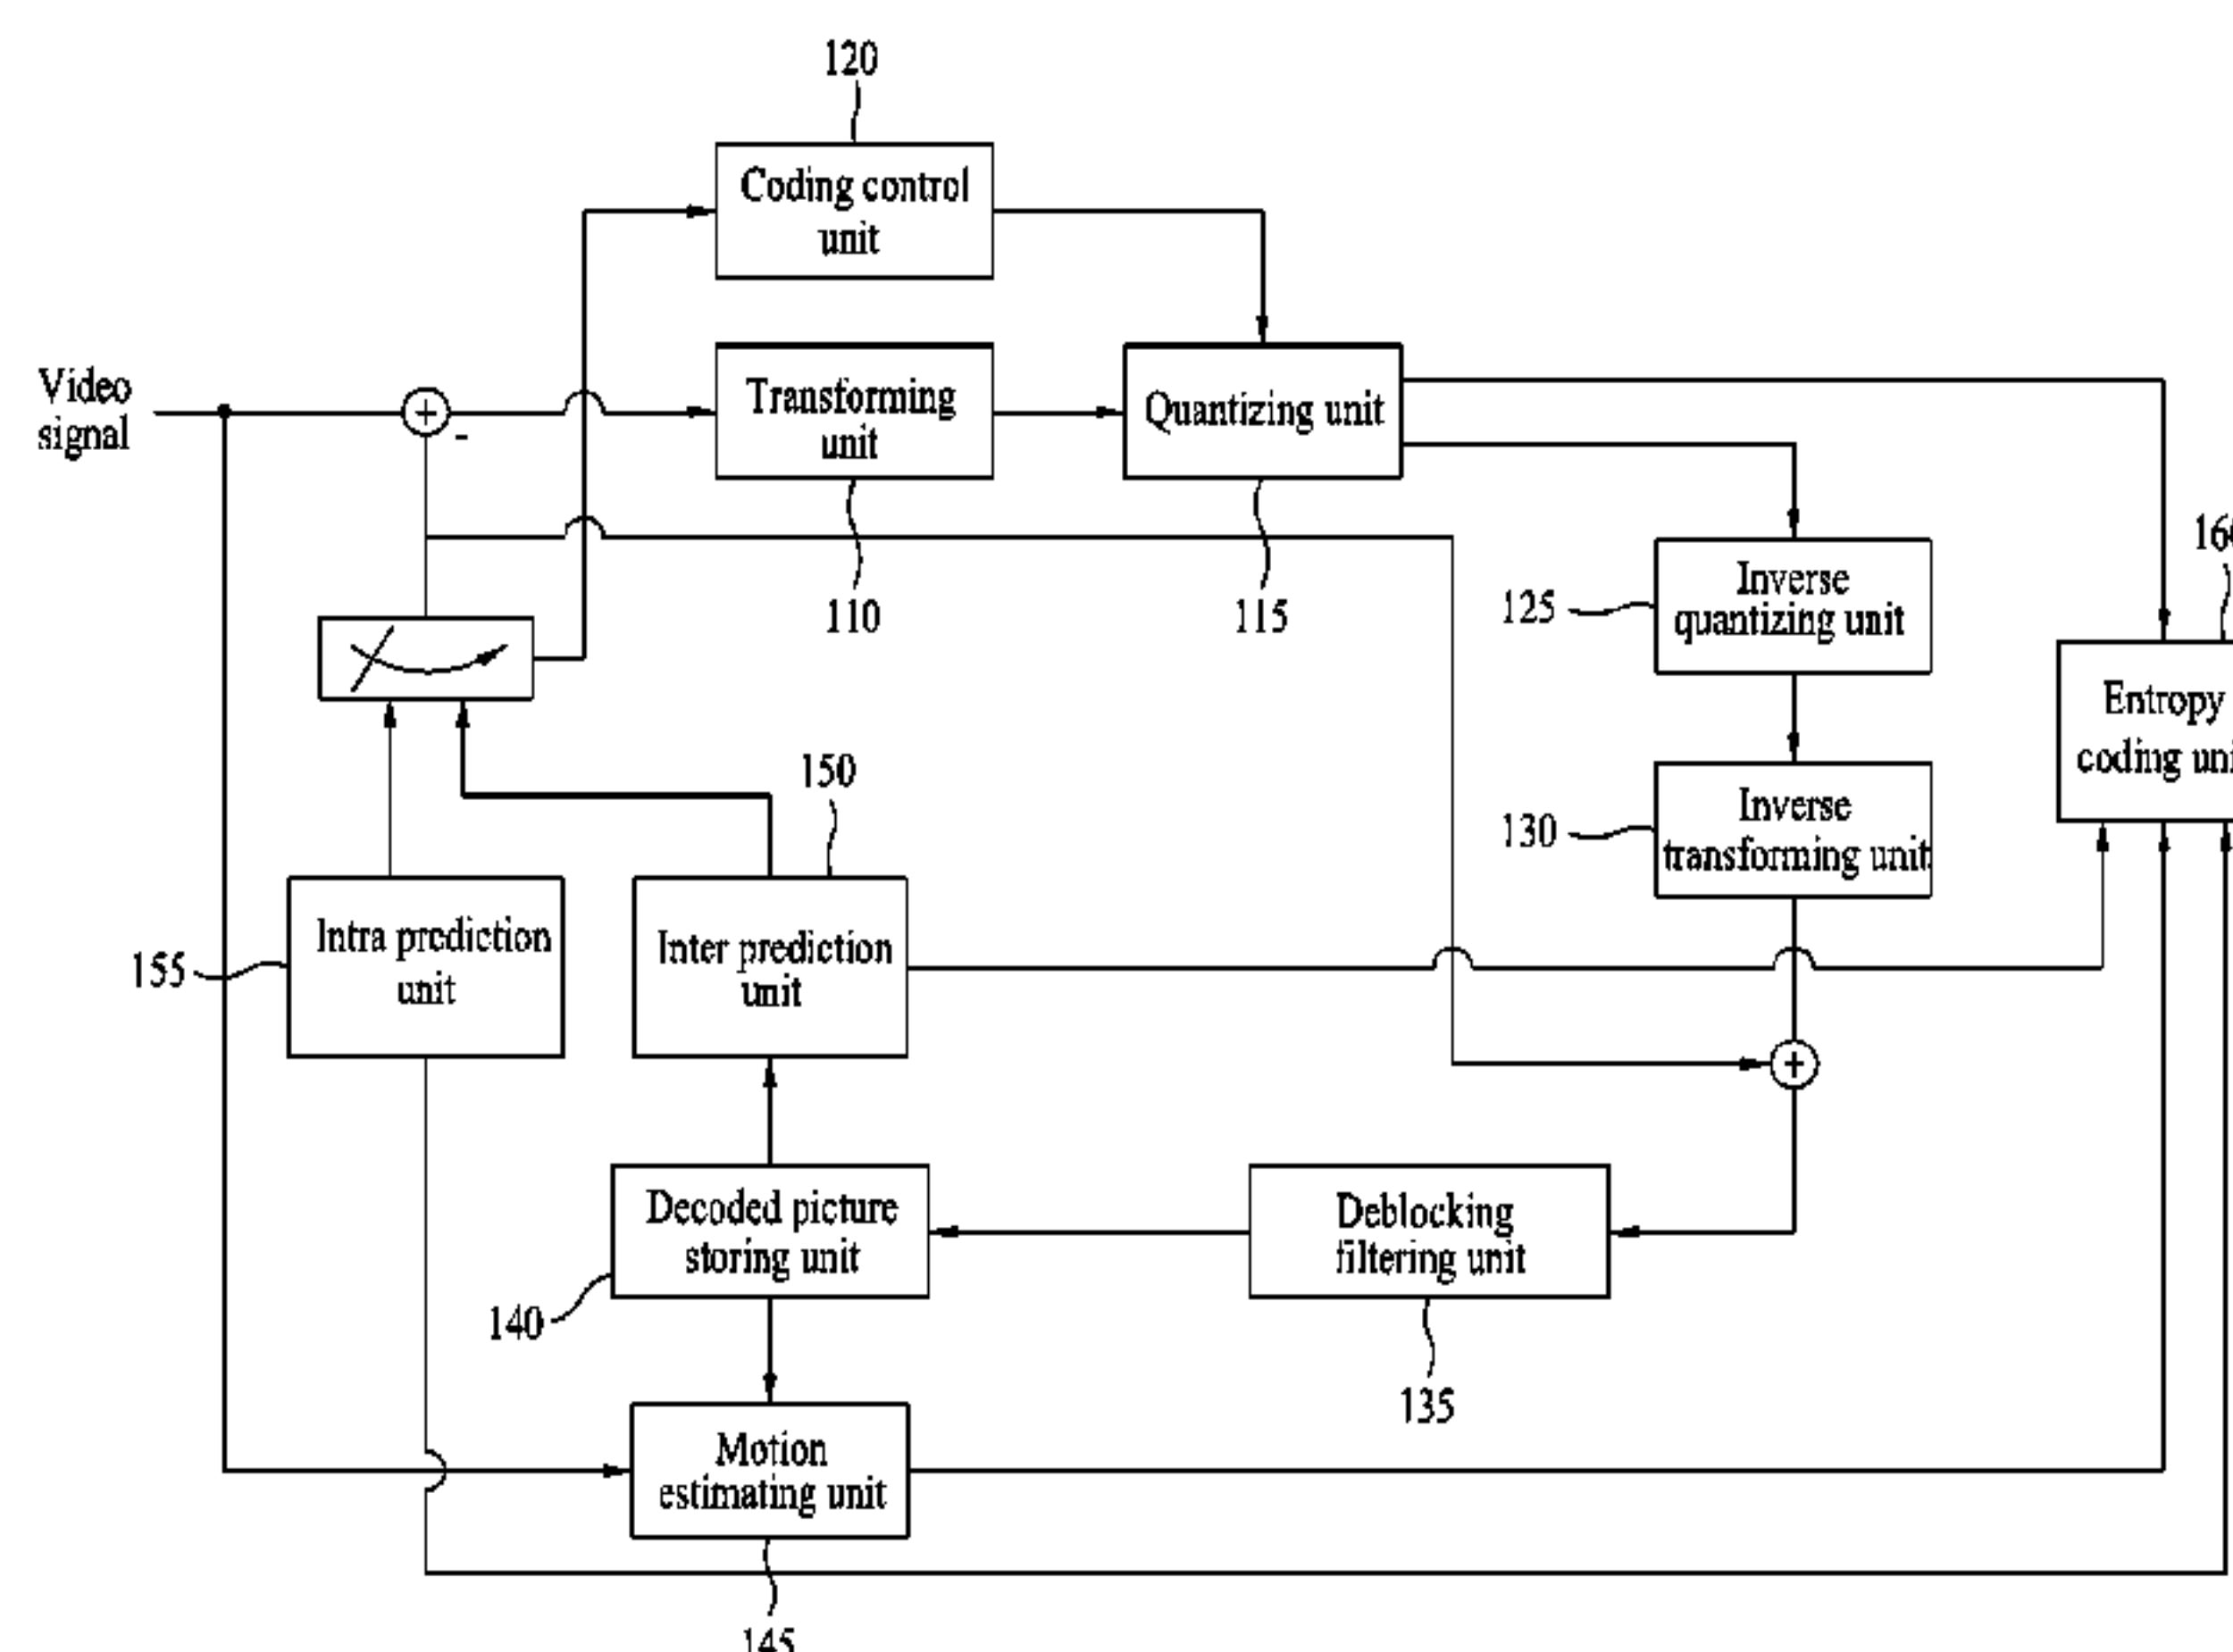 120
Coding control
unit
Video
signal
+
-
Transforming
unit
Quantizing unit
110
115
125
Inverse
quantizing unit
Entropy
130
Inverse
transforming unit
150
155
Intra prediction
unit
Inter prediction
unit
+
Decoded picture
storing unit
140
Deblocking
filtering unit
135
Motion
estimating unit
145
coding